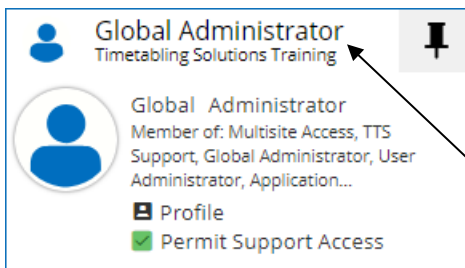 Global Administrator
Timetabling Solutions Training
Global Administrator
Member of: Multisite Access, TTS
Support, Global Administrator, User
Administrator, Application...
Profile
Permit Support Access